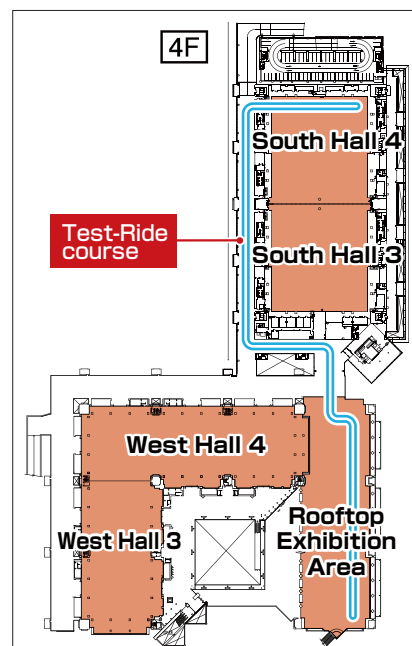 4F
South Hall 4
Test-Ride
course
South Hall 3
West Hall 4
West Hall 3
Rooftop
Exhibition
Area